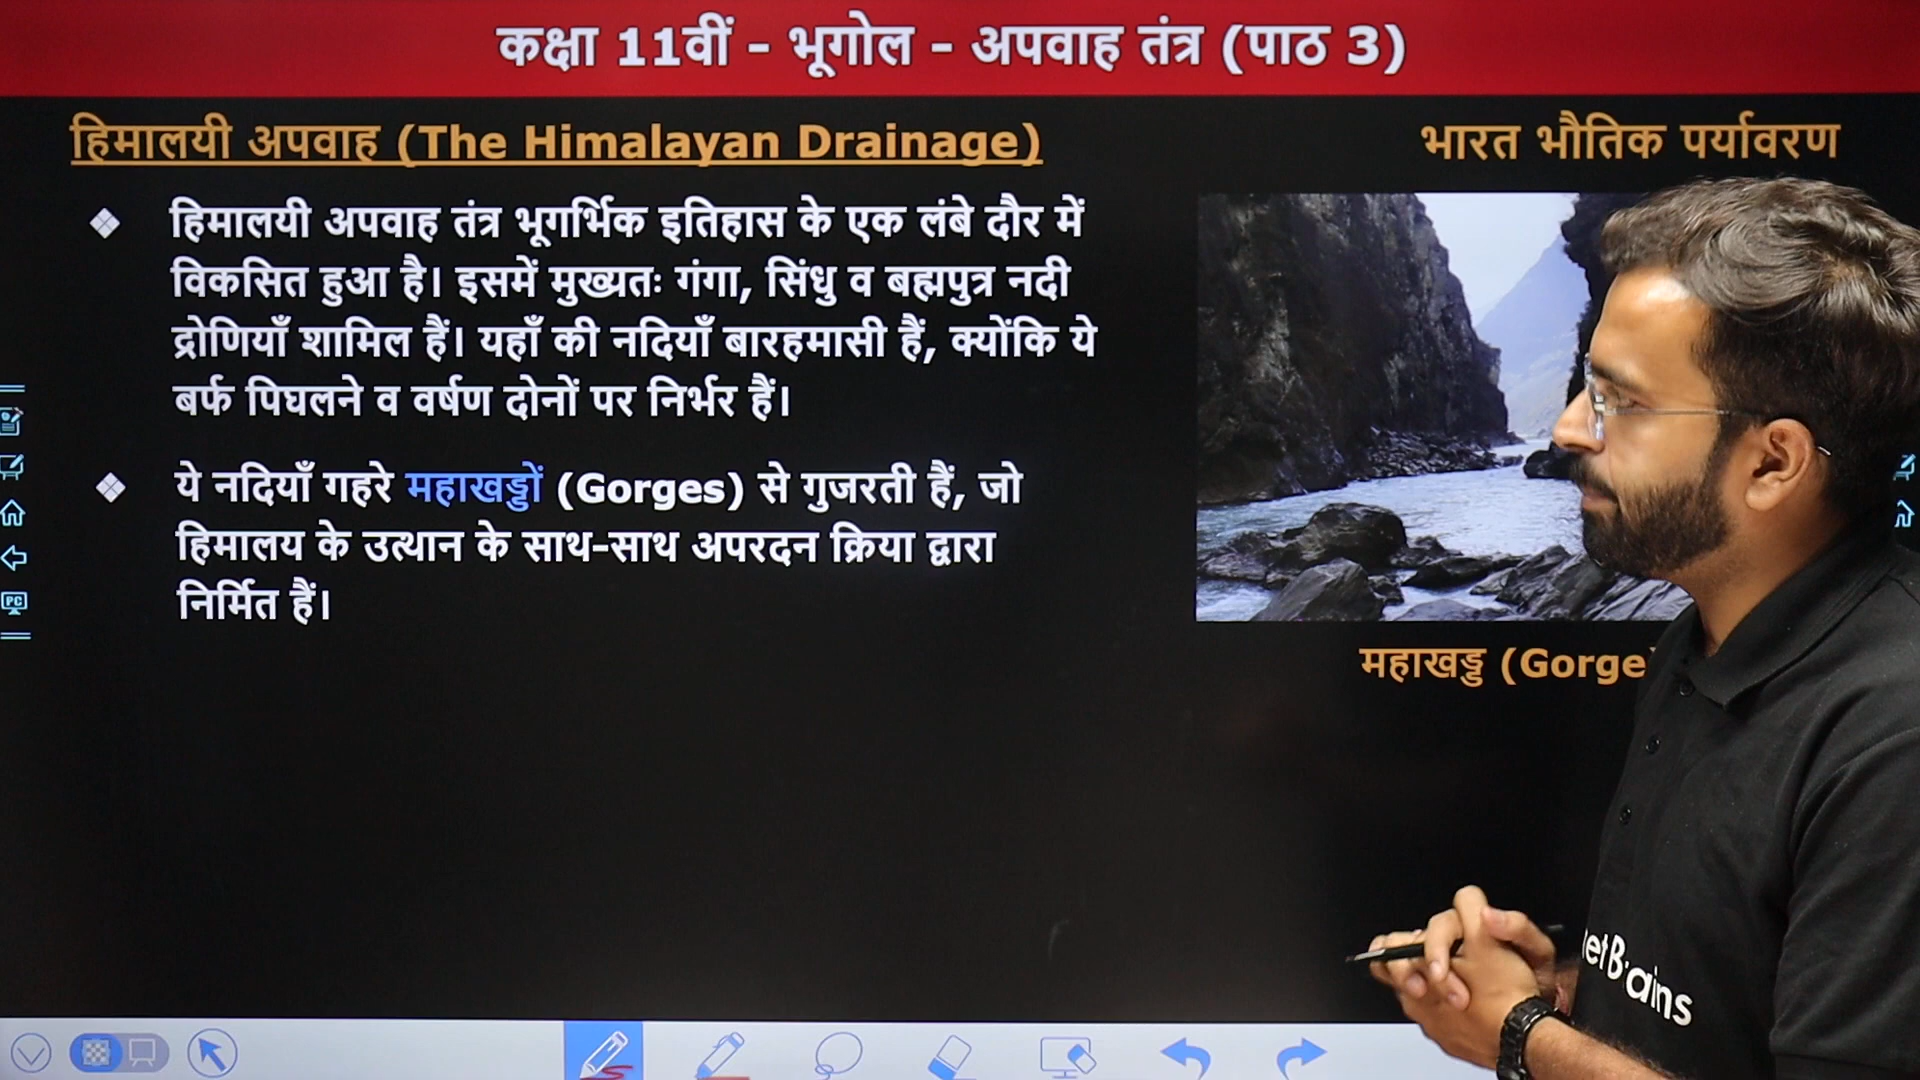 कक्षा 11वीं - भूगोल - अपवाह तंत्र (पाठ 3)
हिमालयी अपवाह (The Himalayan Drainage)
भारत भौतिक पर्यावरण
❖ हिमालयी अपवाह तंत्र भूगर्भिक इतिहास के एक लंबे दौर में
विकसित हुआ है। इसमें मुख्यतः गंगा, सिंधु व बह्मपुत्र नदी
द्रोणियाँ शामिल हैं। यहाँ की नदियाँ बारहमासी हैं, क्योंकि ये
बर्फ पिघलने व वर्षण दोनों पर निर्भर हैं।
❖ ये नदियाँ गहरे महाखड्डों (Gorges) से गुजरती हैं, जो
हिमालय के उत्थान के साथ-साथ अपरदन क्रिया द्वारा
निर्मित हैं।
महाखड्ड (Gorge)
PC